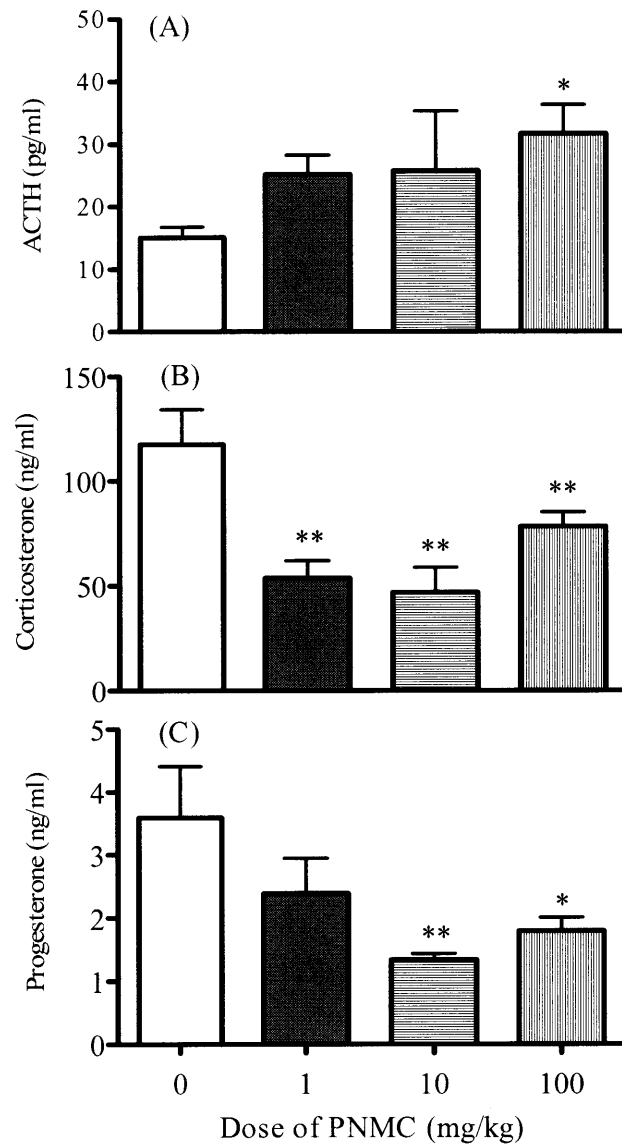 (A)
ACTH (pg/ml)
50
40
30
20
10
0
*
(B)
Corticosterone (ng/ml)
150
100
50
0
**
**
**
(C)
Progesterone (ng/ml)
5
4
3
2
1
0
**
*
0 1 10 100
Dose of PNMC (mg/kg)